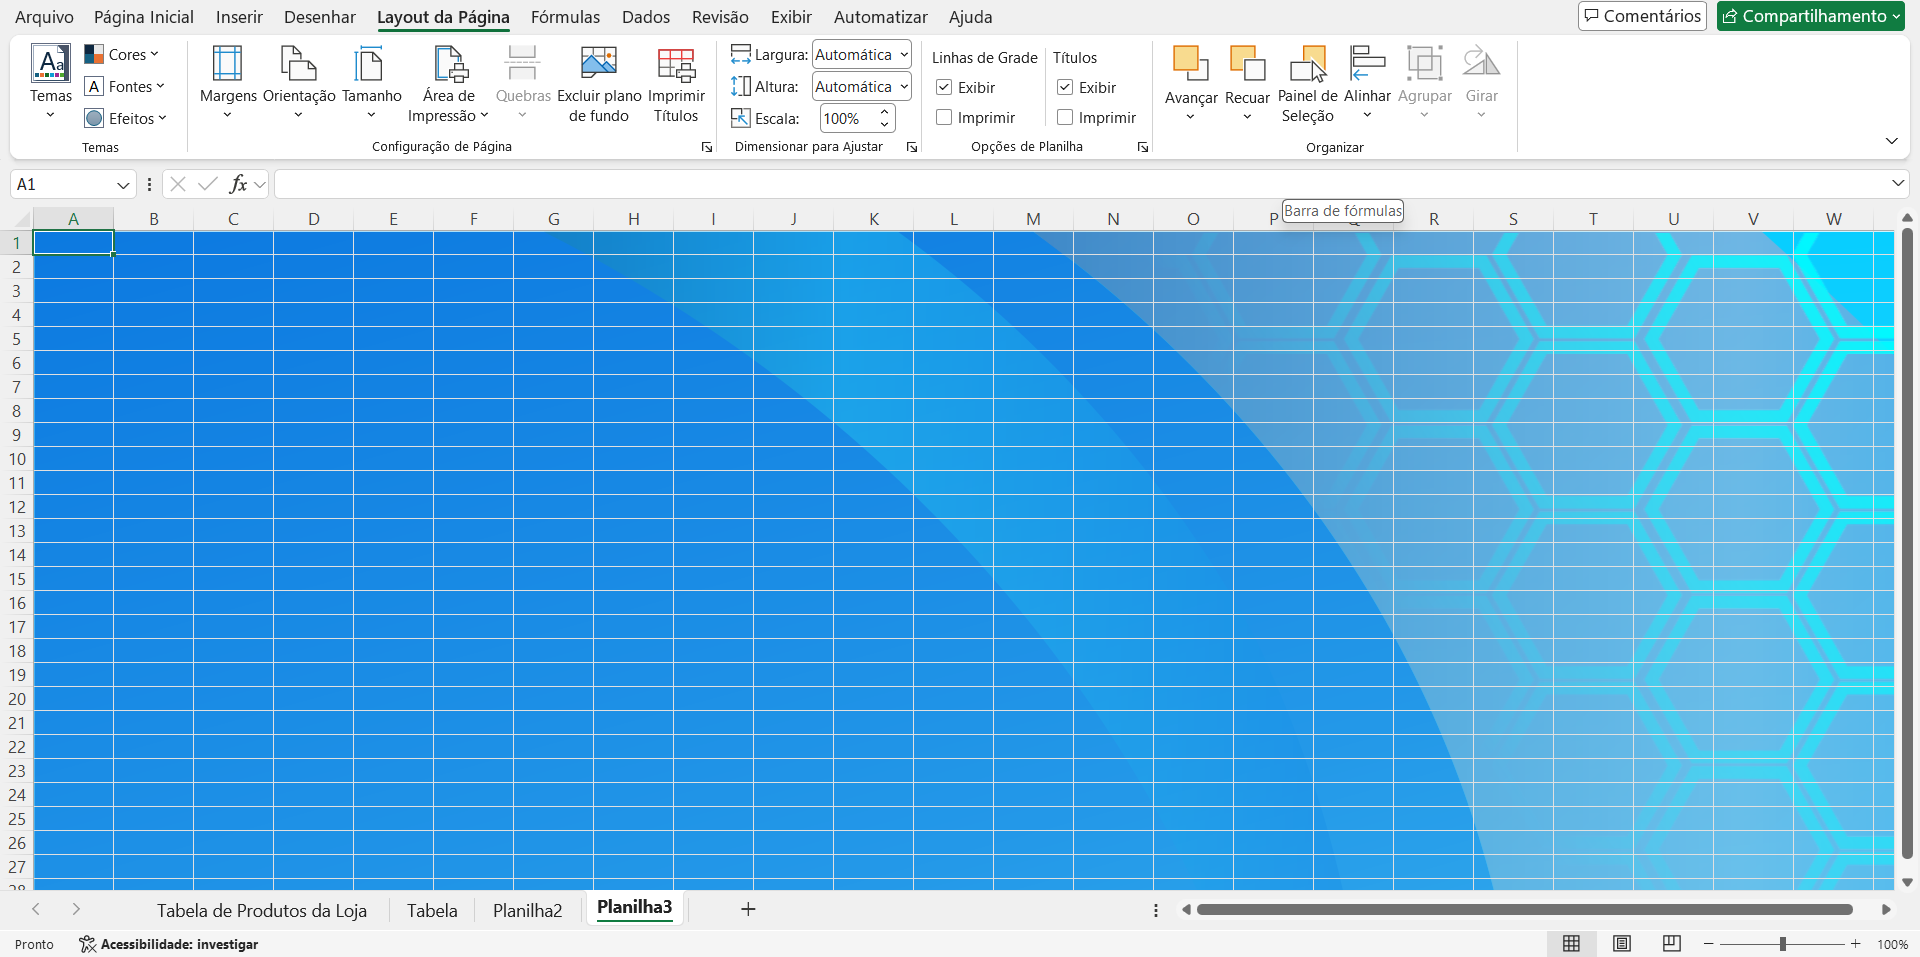 Arquivo Página Inicial Inserir Desenhar Layout da Página Fórmulas Dados Revisão Exibir Automatizar Ajuda Comentários Compartilhamento
Aa
Temas
Cores
A Fontes
Efeitos
Temas
Margens
Orientação
Tamanho
Área de
Impressão
Quebras
Excluir plano
de fundo
Imprimir
Títulos
Configuração de Página
Largura: Automática
Altura: Automática
Escala: 100%
Dimensionar para Ajustar
Linhas de Grade
Exibir
Imprimir
Títulos
Exibir
Imprimir
Opções de Planilha
Avançar
Recuar
Painel de
Seleção
Alinhar
Agrupar
Girar
Organizar
A1
fx
Barra de fórmulas
A B C D E F G H I J K L M N O P Q R S T U V W
1
2
3
4
5
6
7
8
9
10
11
12
13
14
15
16
17
18
19
20
21
22
23
24
25
26
27
28
Tabela de Produtos da Loja Tabela Planilha2 Planilha3
Pronto Acessibilidade: investigar 100%